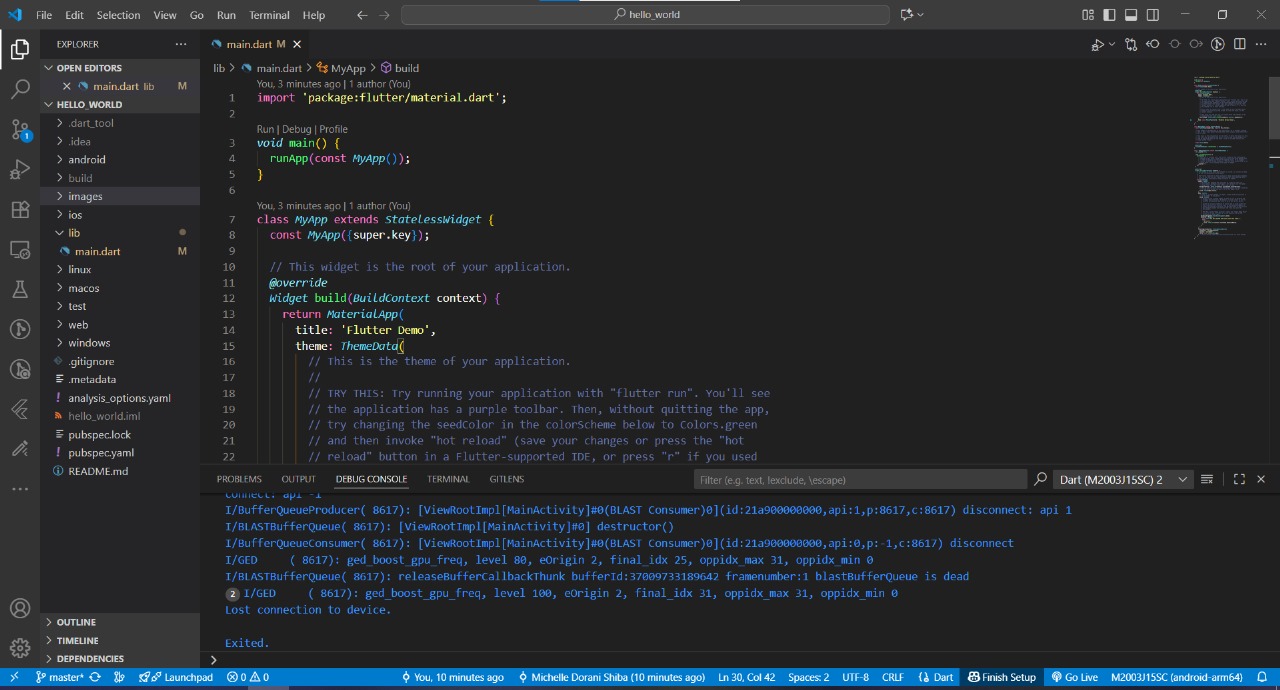 File Edit Selection View Go Run Terminal Help
hello_world
EXPLORER
OPEN EDITORS
main.dart lib M
HELLO_WORLD
.dart_tool
.idea
android
build
images
ios
lib
main.dart M
linux
macos
test
web
windows
.gitignore
.metadata
analysis_options.yaml
hello_world.iml
pubspec.lock
pubspec.yaml
README.md
OUTLINE
TIMELINE
DEPENDENCIES
1
main.dart M
lib > main.dart > MyApp > build
You, 3 minutes ago | 1 author (You)
1 import 'package:flutter/material.dart';
2
Run | Debug | Profile
3 void main() {
4 runApp(const MyApp());
5 }
6
You, 3 minutes ago | 1 author (You)
7 class MyApp extends StatelessWidget {
8 const MyApp({super.key});
9
10 // This widget is the root of your application.
11 @override
12 Widget build(BuildContext context) {
13 return MaterialApp(
14 title: 'Flutter Demo',
15 theme: ThemeData(
16 // This is the theme of your application.
17 //
18 // TRY THIS: Try running your application with "flutter run". You'll see
19 // the application has a purple toolbar. Then, without quitting the app,
20 // try changing the seedColor in the colorScheme below to Colors.green
21 // and then invoke "hot reload" (save your changes or press the "hot
22 // reload" button in a Flutter-supported IDE, or press "r" if you used
PROBLEMS OUTPUT DEBUG CONSOLE TERMINAL GITLENS
Filter (e.g. text, !exclude, \escape)
Dart (M2003J15SC) 2
connect: api -1
I/BufferQueueProducer( 8617): [ViewRootImpl[MainActivity]#0(BLAST Consumer)0](id:21a900000000,api:1,p:8617,c:8617) disconnect: api 1
I/BLASTBufferQueue( 8617): [ViewRootImpl[MainActivity]#0] destructor()
I/BufferQueueConsumer( 8617): [ViewRootImpl[MainActivity]#0(BLAST Consumer)0](id:21a900000000,api:0,p:-1,c:8617) disconnect
I/GED ( 8617): ged_boost_gpu_freq, level 80, eOrigin 2, final_idx 25, oppidx_max 31, oppidx_min 0
I/BLASTBufferQueue( 8617): releaseBufferCallbackThunk bufferId:37009733189642 framenumber:1 blastBufferQueue is dead
2 I/GED ( 8617): ged_boost_gpu_freq, level 100, eOrigin 2, final_idx 31, oppidx_max 31, oppidx_min 0
Lost connection to device.
Exited.
master* Launchpad 0 0 You, 10 minutes ago Michelle Dorani Shiba (10 minutes ago) Ln 30, Col 42 Spaces: 2 UTF-8 CRLF Dart Finish Setup Go Live M2003J15SC (android-arm64)